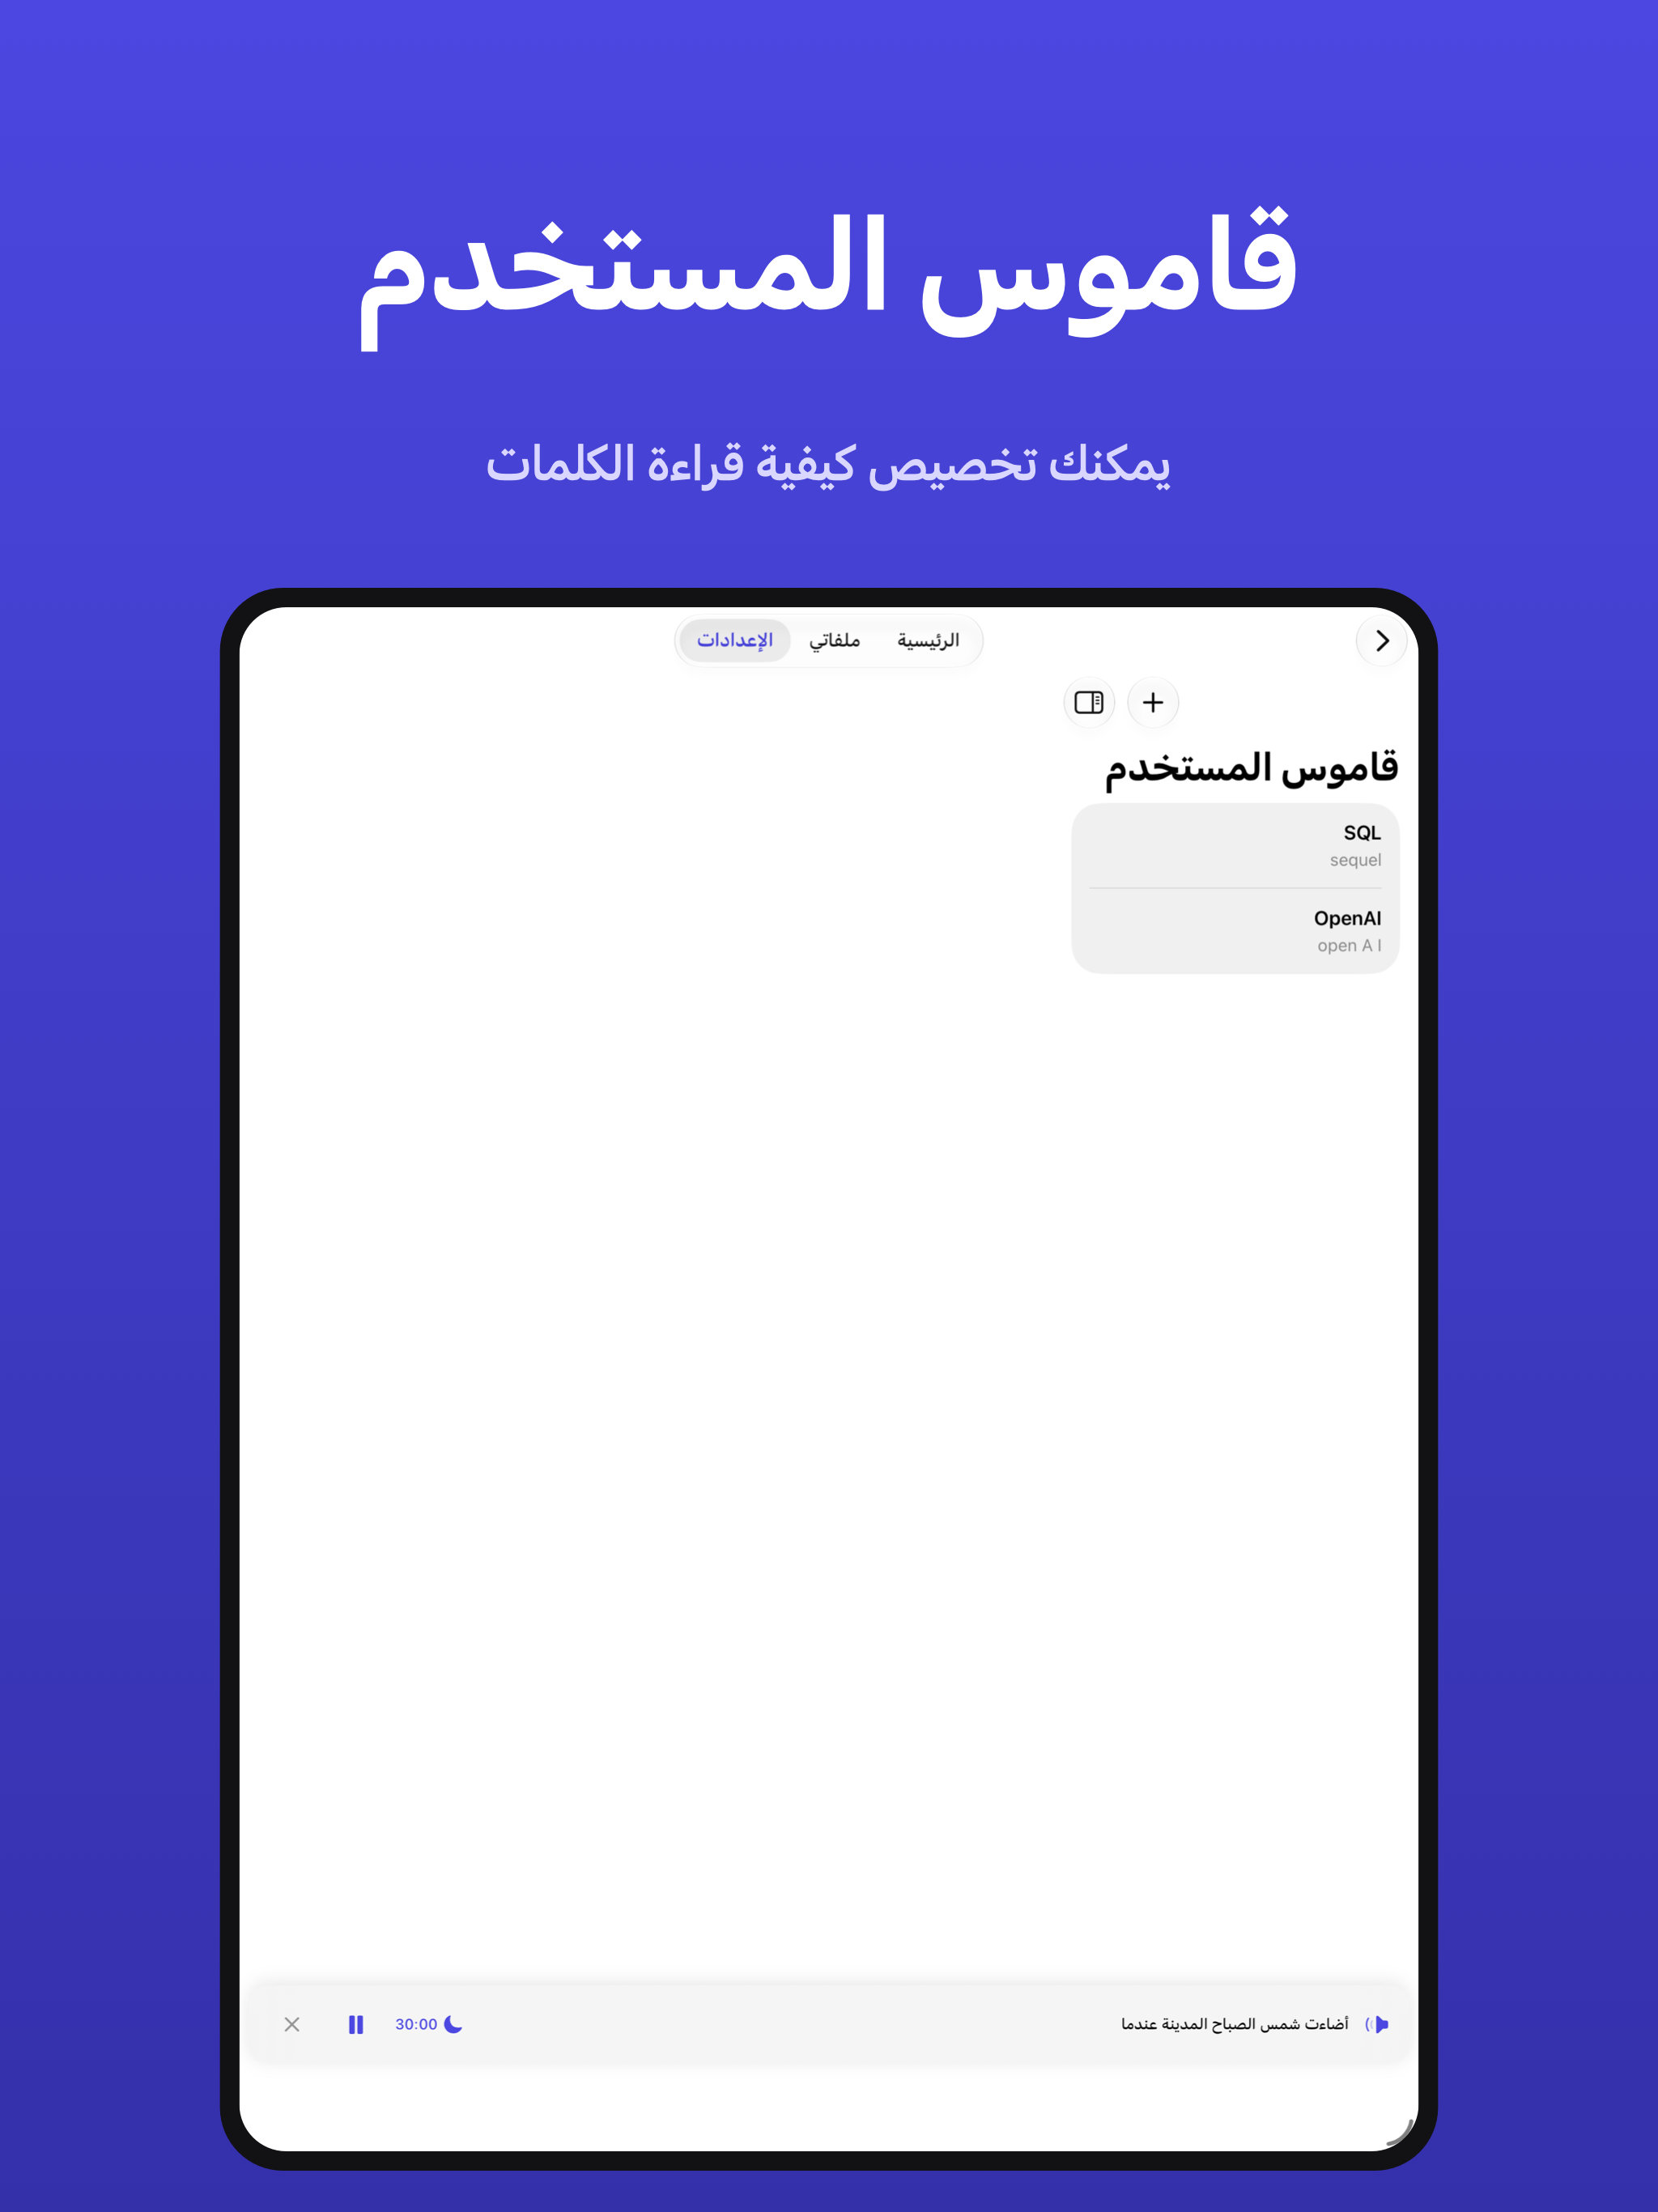 قاموس المستخدم
يمكنك تخصيص كيفية قراءة الكلمات
الرئيسية ملفاتي الإعدادات
قاموس المستخدم
SQL
sequel
OpenAI
open A I
أضاءت شمس الصباح المدينة عندما 30:00